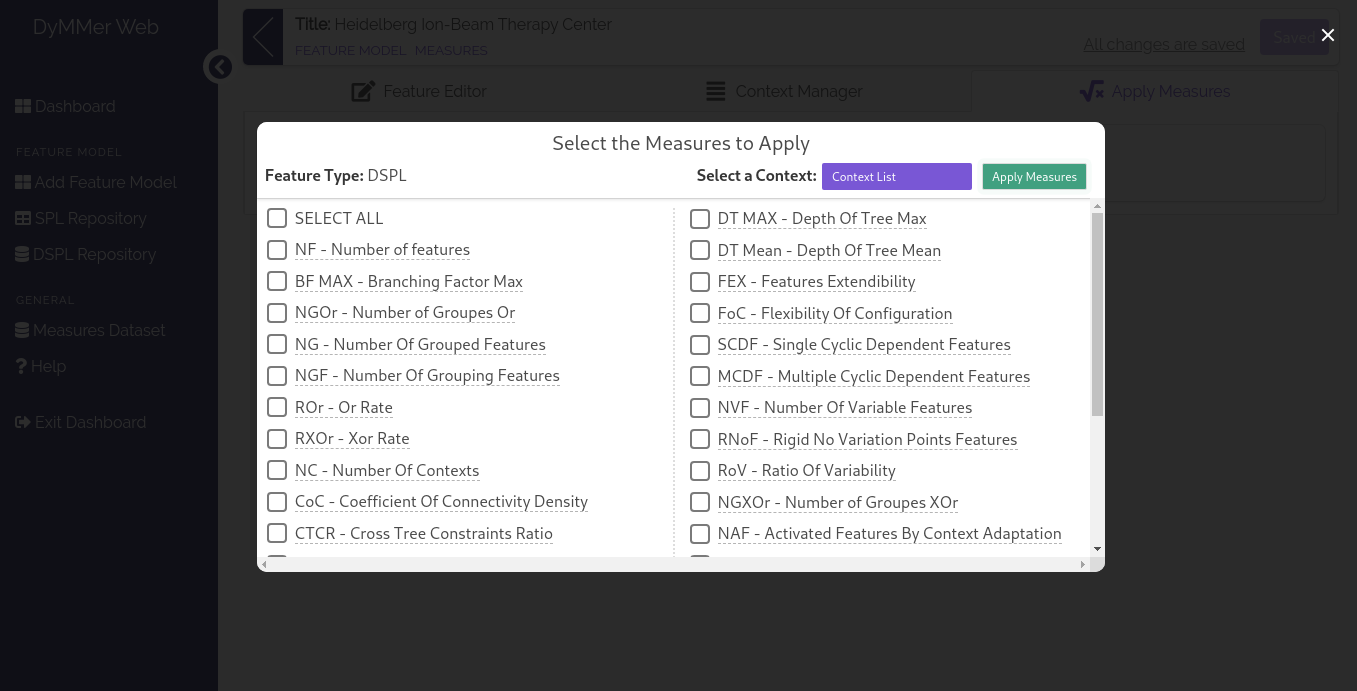 DyMMer Web
Title: Heidelberg Ion-Beam Therapy Center
FEATURE MODEL MEASURES
All changes are saved
Saved
Dashboard
FEATURE MODEL
Add Feature Model
SPL Repository
DSPL Repository
GENERAL
Measures Dataset
Help
Exit Dashboard
Feature Editor
Context Manager
Apply Measures
Select the Measures to Apply
Feature Type: DSPL
Select a Context: Context List
Apply Measures
SELECT ALL
NF - Number of features
BF MAX - Branching Factor Max
NGOr - Number of Groupes Or
NG - Number Of Grouped Features
NGF - Number Of Grouping Features
ROr - Or Rate
RXOr - Xor Rate
NC - Number Of Contexts
CoC - Coefficient Of Connectivity Density
CTCR - Cross Tree Constraints Ratio
DT MAX - Depth Of Tree Max
DT Mean - Depth Of Tree Mean
FEX - Features Extendibility
FoC - Flexibility Of Configuration
SCDF - Single Cyclic Dependent Features
MCDF - Multiple Cyclic Dependent Features
NVF - Number Of Variable Features
RNoF - Rigid No Variation Points Features
RoV - Ratio Of Variability
NGXOr - Number of Groupes XOr
NAF - Activated Features By Context Adaptation